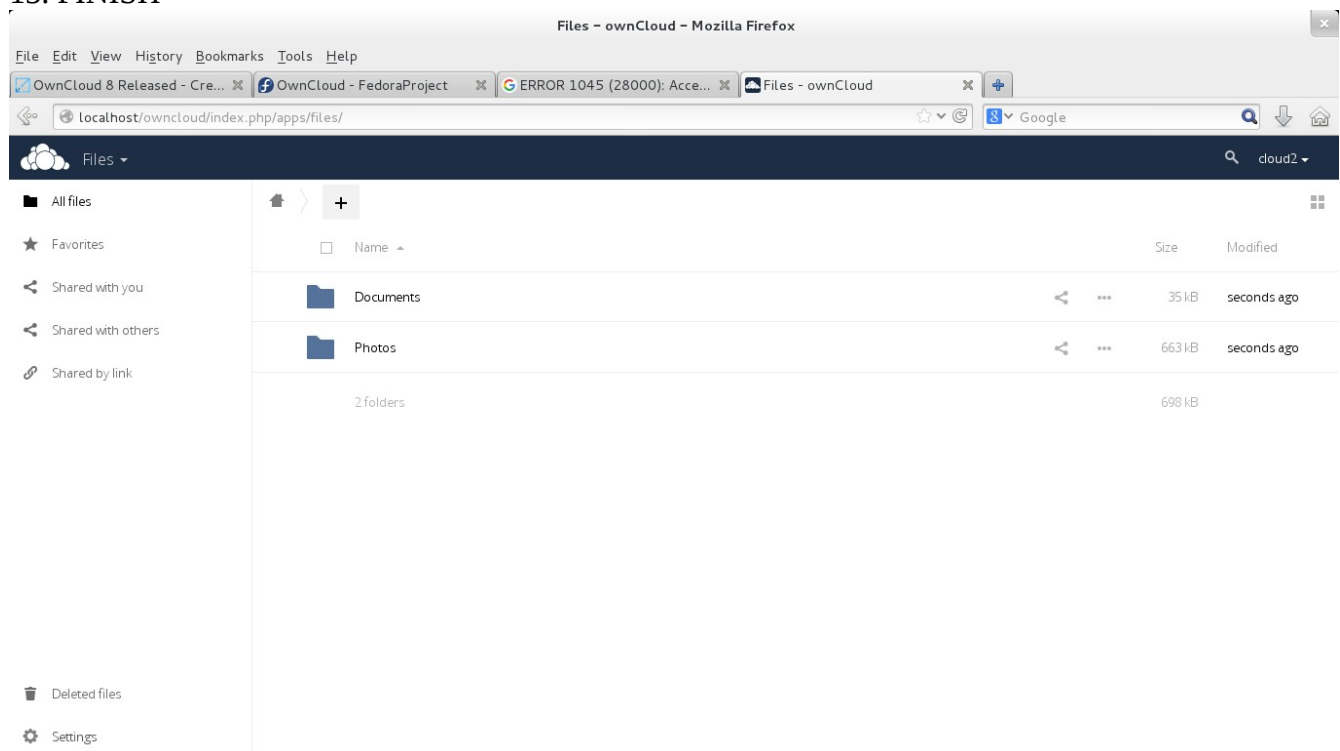 13. FINISH
Files - ownCloud - Mozilla Firefox
File Edit View History Bookmarks Tools Help
OwnCloud 8 Released - Cre... OwnCloud - FedoraProject ERROR 1045 (28000): Acce... Files - ownCloud
localhost/owncloud/index.php/apps/files/ Google
Files cloud2
All files
Favorites
Name Size Modified
Shared with you
Documents 35 kB seconds ago
Shared with others
Photos 663 kB seconds ago
Shared by link
2 folders 698 kB
Deleted files
Settings